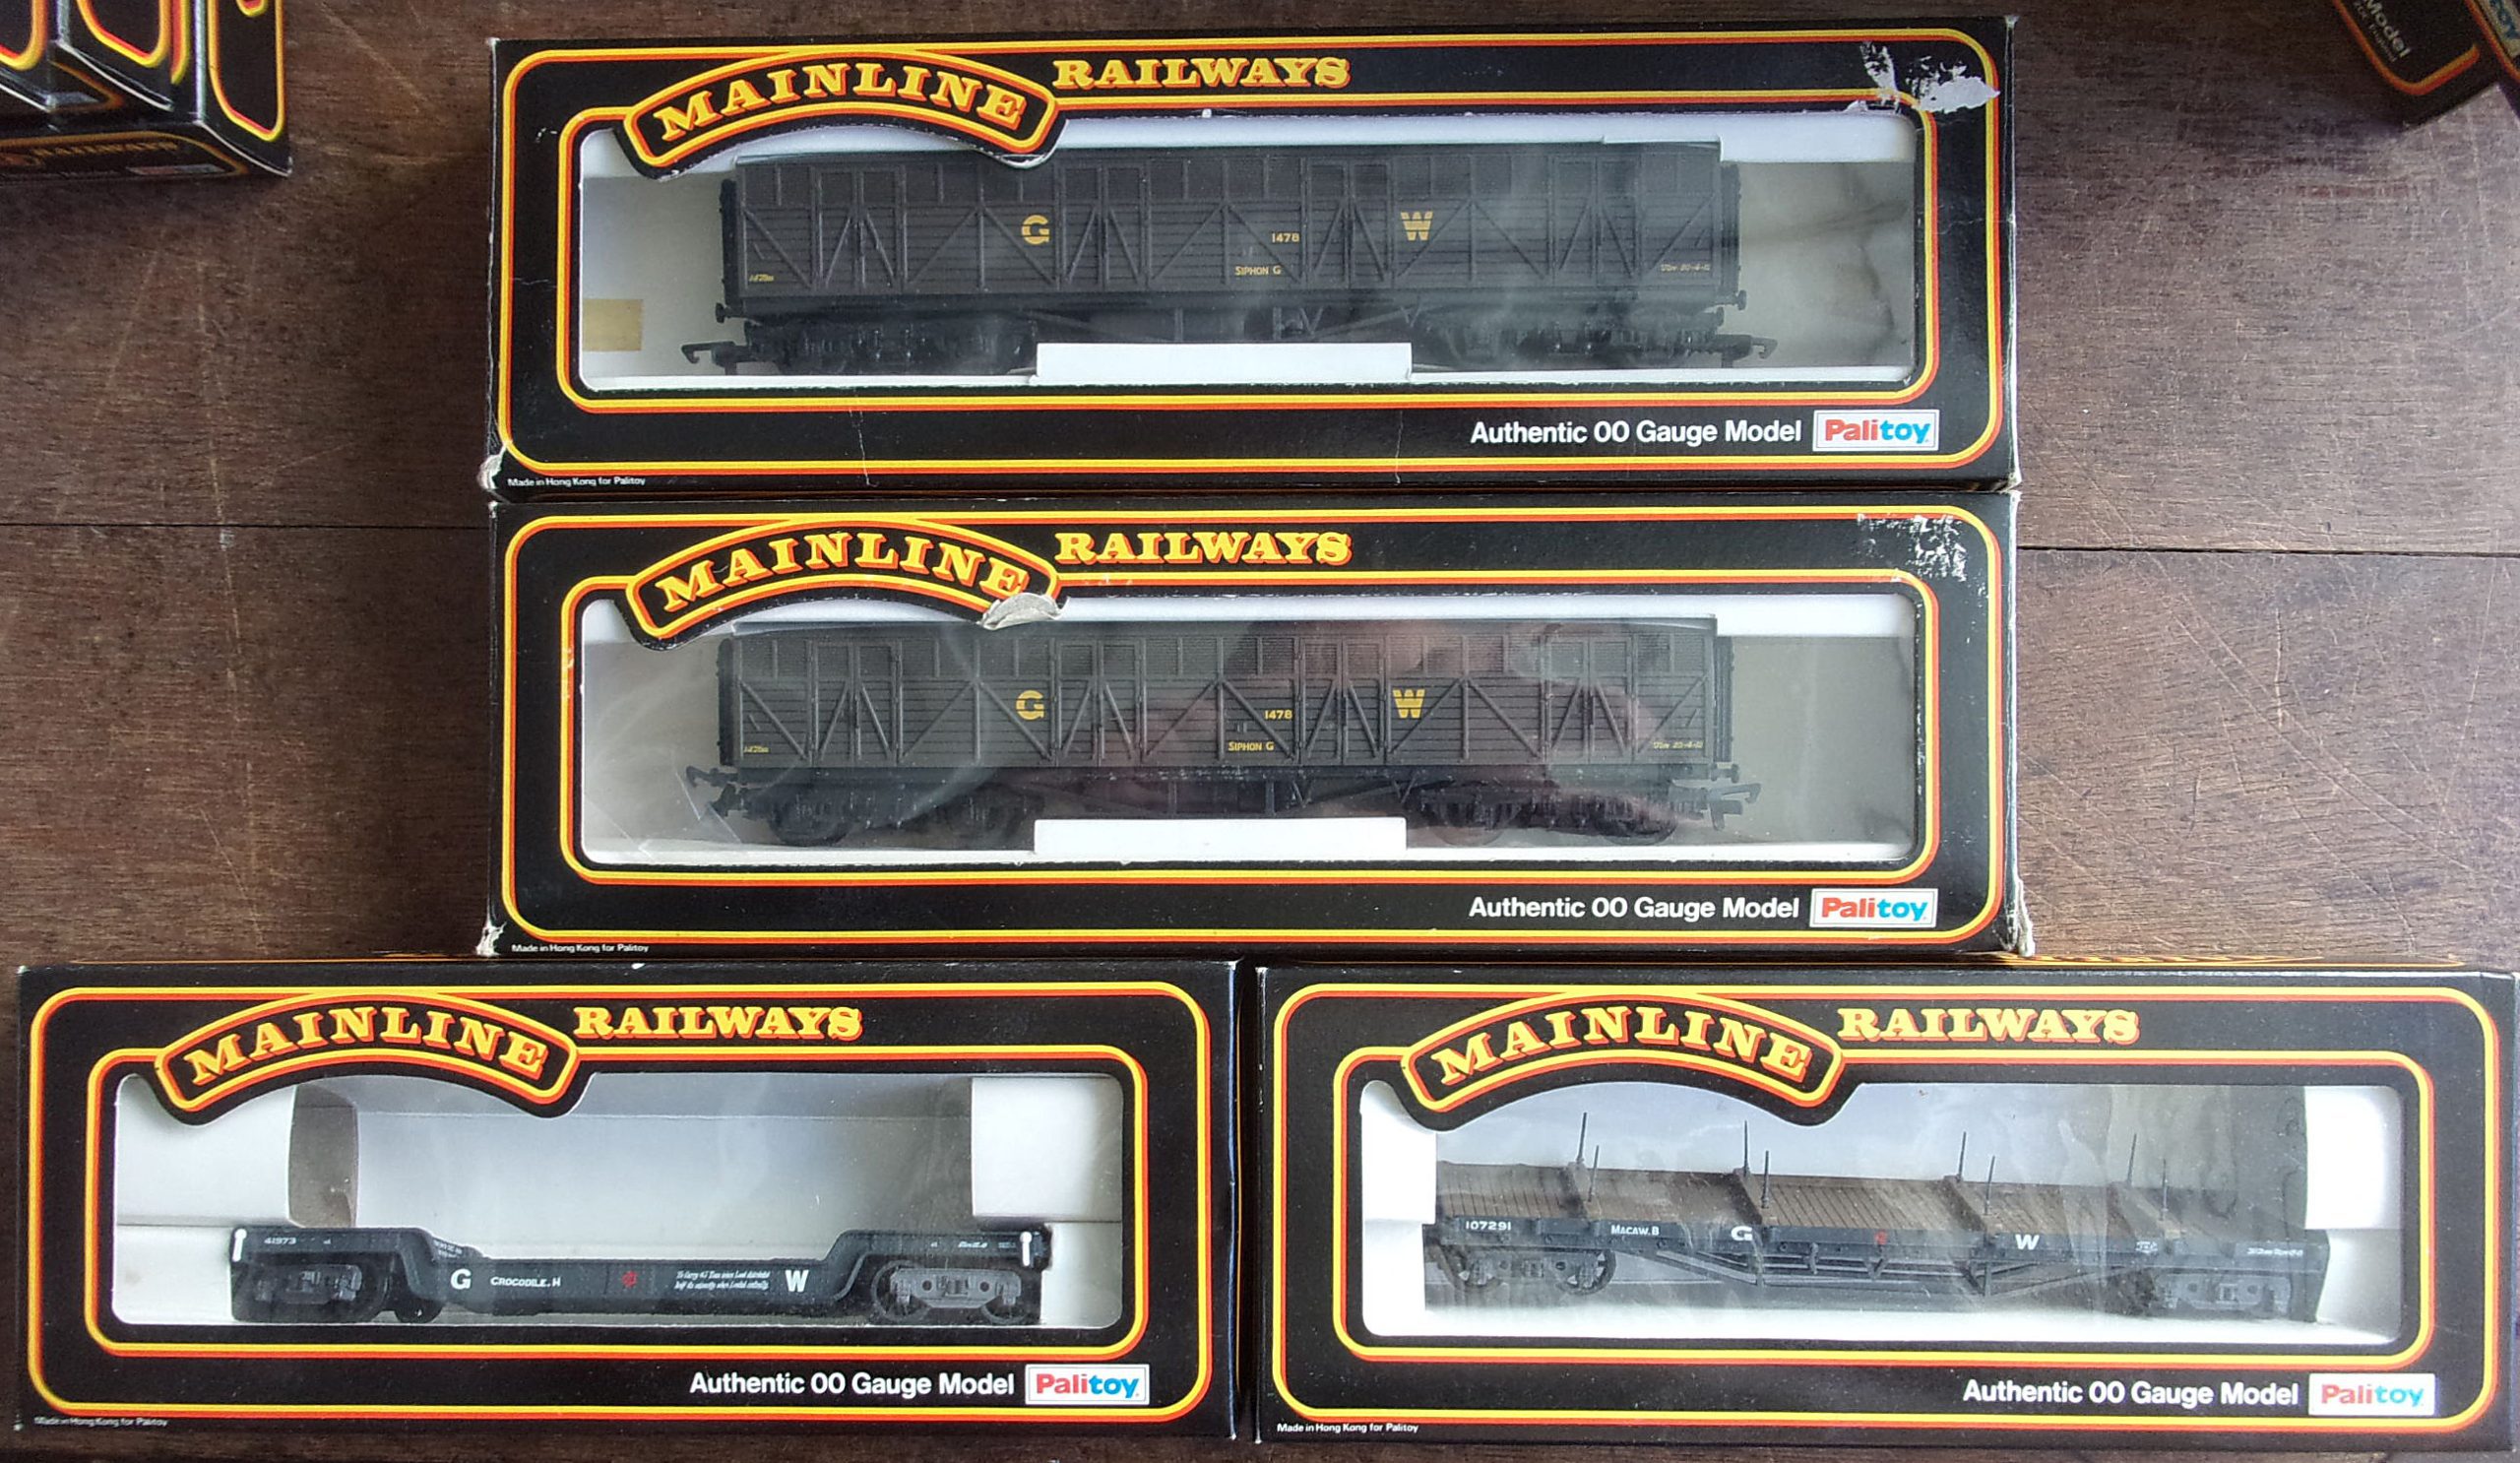 Model
RAILWAYS
MAINLINE RAILWAYS
G W
1478
SIPHON G
Authentic 00 Gauge Model Palitoy
Made in Hong Kong for Palitoy
MAINLINE RAILWAYS
G W
1478
SIPHON G
Authentic 00 Gauge Model Palitoy
Made in Hong Kong for Palitoy
MAINLINE RAILWAYS
41973
G CROCODILE.H W
Authentic 00 Gauge Model Palitoy
Made in Hong Kong for Palitoy
MAINLINE RAILWAYS
107291 MACAW.B G W
Authentic 00 Gauge Model Palitoy
Made in Hong Kong for Palitoy